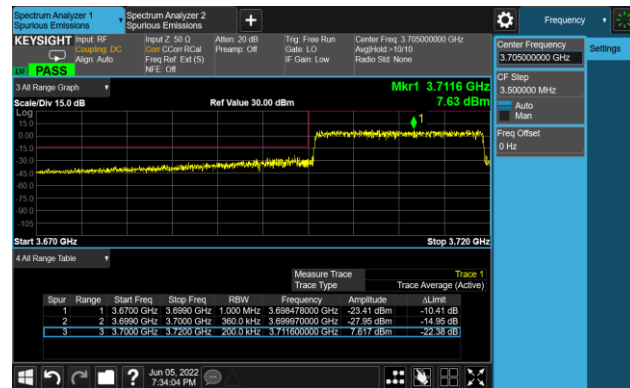 Spectrum Analyzer 1
Spurious Emissions
Spectrum Analyzer 2
Spurious Emissions
Frequency
KEYSIGHT
Input: RF
Coupling: DC
Align: Auto
Input Z: 50 Ω
Corr CCorr RCal
Freq Ref: Ext (S)
NFE: Off
Atten: 20 dB
Preamp: Off
Trig: Free Run
Gate: LO
IF Gain: Low
Center Freq: 3.705000000 GHz
Avg|Hold:>10/10
Radio Std: None
PASS
Center Frequency
3.705000000 GHz
Settings
CF Step
3.500000 MHz
Auto
Man
Freq Offset
0 Hz
3 All Range Graph
Mkr1 3.7116 GHz
Scale/Div 15.0 dB
Ref Value 30.00 dBm
7.63 dBm
Log
15.0
0.00
-15.0
-30.0
-45.0
-60.0
-75.0
-90.0
-105
1
Start 3.670 GHz
Stop 3.720 GHz
4 All Range Table
Measure Trace Trace 1
Trace Type Trace Average (Active)
Spur Range Start Freq Stop Freq RBW Frequency Amplitude ΔLimit
1 1 3.6700 GHz 3.6990 GHz 1.000 MHz 3.698478000 GHz -23.41 dBm -10.41 dB
2 2 3.6990 GHz 3.7000 GHz 360.0 kHz 3.699970000 GHz -27.95 dBm -14.95 dB
3 3 3.7000 GHz 3.7200 GHz 200.0 kHz 3.711600000 GHz 7.617 dBm -22.38 dB
Jun 05, 2022
7:34:04 PM